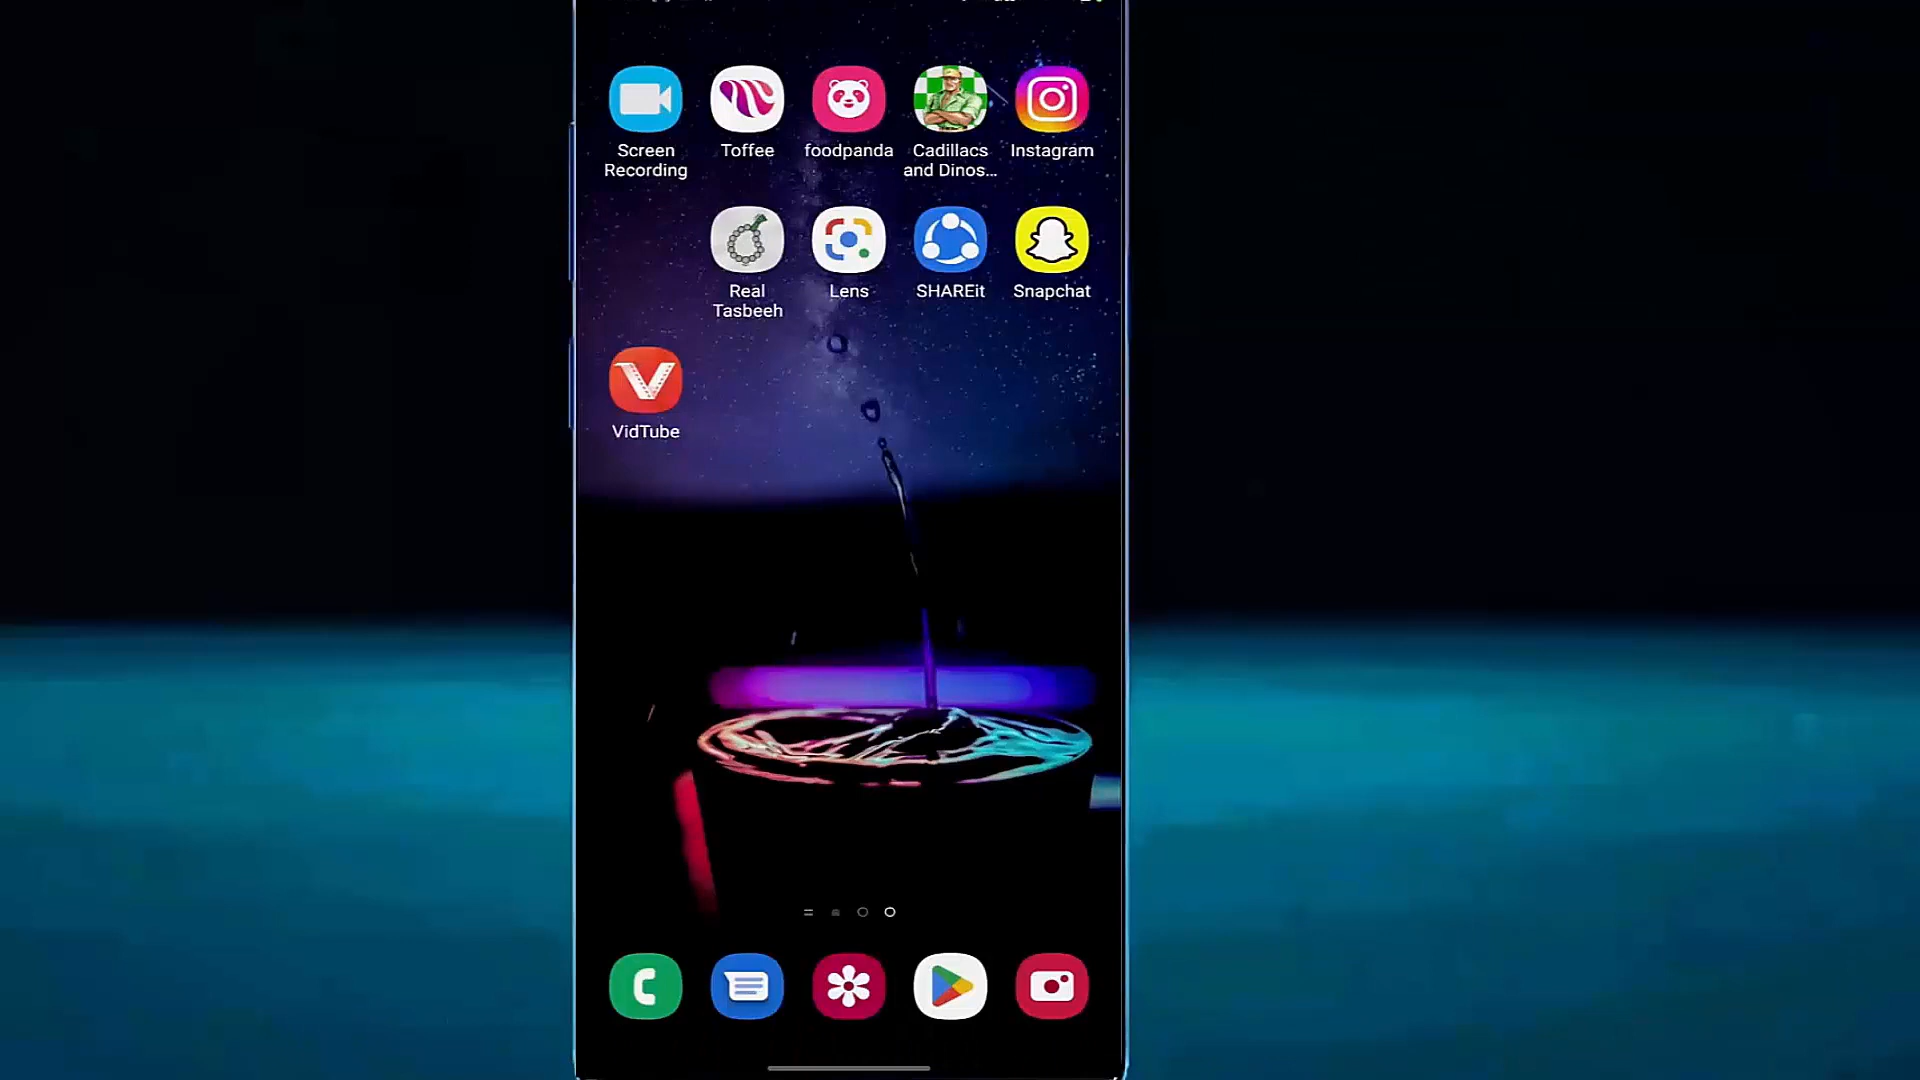 Screen
Recording
Toffee
foodpanda
Cadillacs
and Dinos...
Instagram
Real
Tasbeeh
Lens
SHAREit
Snapchat
VidTube